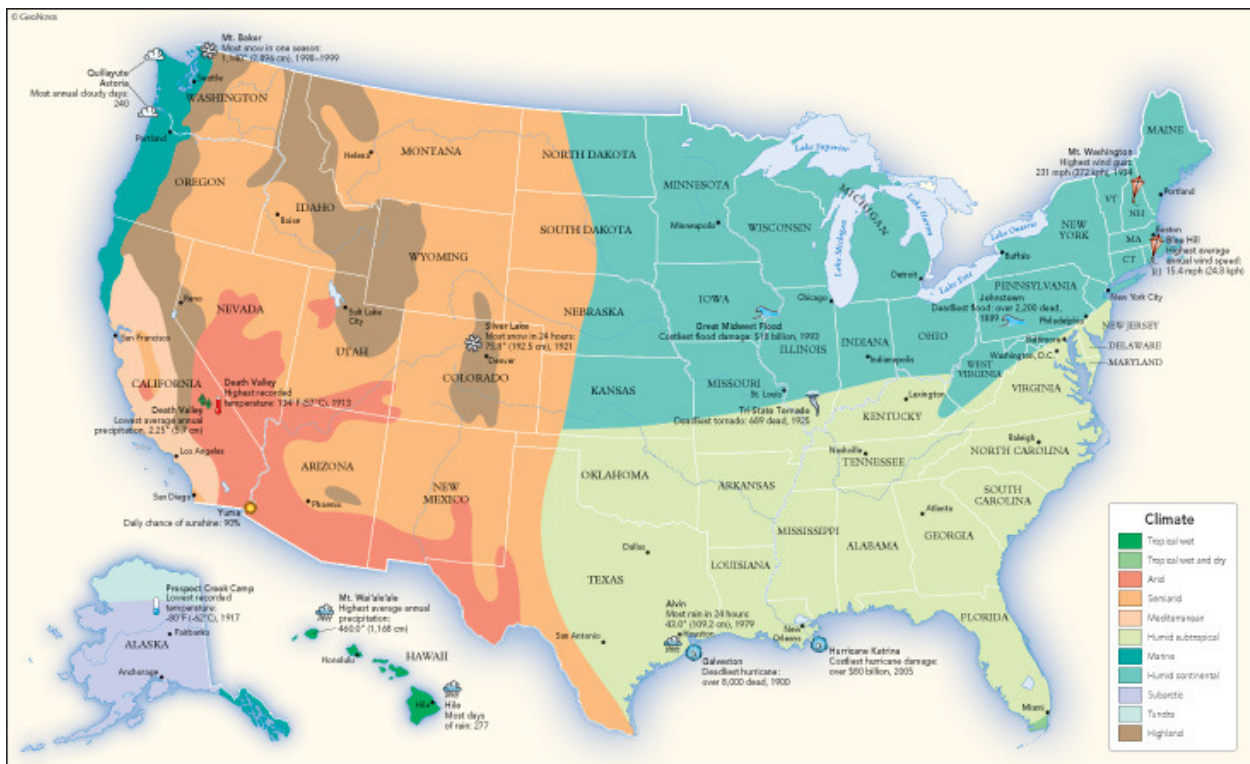 © GeoNova
Mt. Baker
Most snow in one season:
1,140" (2,896 cm), 1998–1999
Quillayute
Astoria
Most annual cloudy days:
240
Seattle
WASHINGTON
Portland
OREGON
Helena
MONTANA
IDAHO
Boise
WYOMING
NORTH DAKOTA
SOUTH DAKOTA
NEBRASKA
KANSAS
MINNESOTA
Minneapolis
WISCONSIN
IOWA
Lake Superior
MICHIGAN
Lake Michigan
Lake Huron
Lake Erie
Lake Ontario
Detroit
Chicago
Mt. Washington
Highest wind gust:
231 mph (372 kph), 1934
MAINE
Portland
VT
NH
MA
CT
RI
Boston
Blue Hill
Highest average
annual wind speed:
15.4 mph (24.8 kph)
NEW
YORK
Buffalo
New York City
PENNSYLVANIA
Johnstown
Deadliest flood: over 2,200 dead,
1889
Philadelphia
NEW JERSEY
DELAWARE
MARYLAND
Baltimore
Washington, D.C.
OHIO
INDIANA
Indianapolis
ILLINOIS
Great Midwest Flood
Costliest flood damage: $18 billion, 1993
MISSOURI
St. Louis
WEST
VIRGINIA
VIRGINIA
KENTUCKY
Lexington
Tri-State Tornado
Deadliest tornado: 689 dead, 1925
Reno
NEVADA
Salt Lake
City
UTAH
Silver Lake
Most snow in 24 hours:
75.8" (192.5 cm), 1921
Denver
COLORADO
San Francisco
CALIFORNIA
Death Valley
Highest recorded
temperature: 134°F (57°C), 1913
Death Valley
Lowest average annual
precipitation: 2.25" (5.7 cm)
Los Angeles
San Diego
Yuma
Daily chance of sunshine: 90%
ARIZONA
Phoenix
NEW
MEXICO
OKLAHOMA
ARKANSAS
Nashville
TENNESSEE
Raleigh
NORTH CAROLINA
SOUTH
CAROLINA
Atlanta
GEORGIA
ALABAMA
MISSISSIPPI
LOUISIANA
TEXAS
Dallas
San Antonio
Houston
Alvin
Most rain in 24 hours:
43.0" (109.2 cm), 1979
Galveston
Deadliest hurricane:
over 8,000 dead, 1900
New
Orleans
Hurricane Katrina
Costliest hurricane damage:
over $80 billion, 2005
FLORIDA
Miami
Prospect Creek Camp
Lowest recorded
temperature:
-80°F (-62°C), 1917
Fairbanks
ALASKA
Anchorage
Mt. Wai'ale'ale
Highest average annual
precipitation:
460.0" (1,168 cm)
Honolulu
HAWAII
Hilo
Hilo
Most days
of rain: 277
Climate
Tropical wet
Tropical wet and dry
Arid
Semiarid
Mediterranean
Humid subtropical
Marine
Humid continental
Subarctic
Tundra
Highland